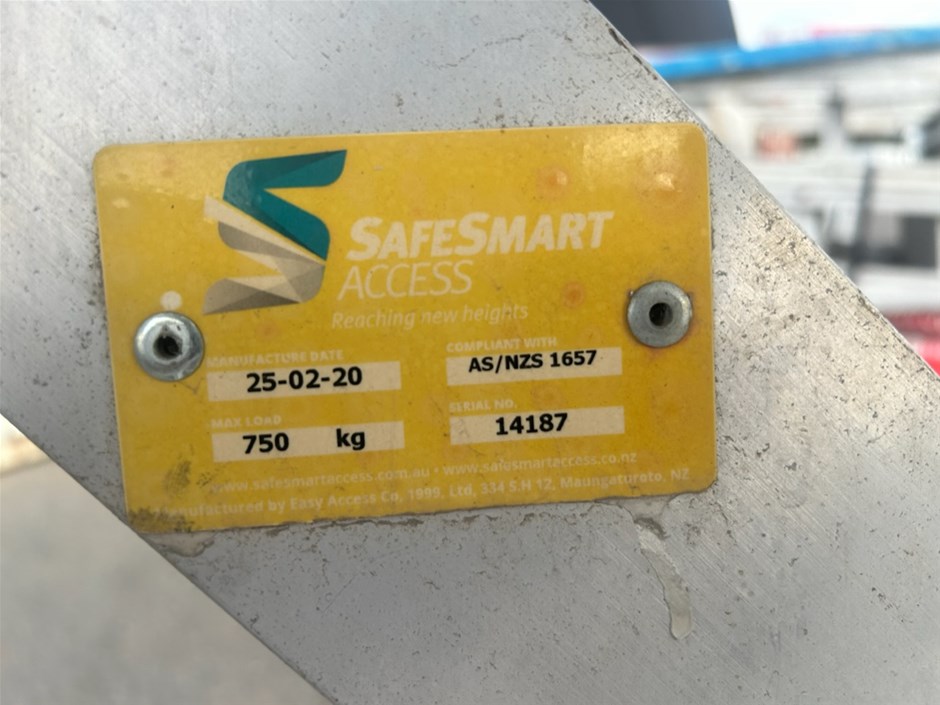 SAFESMART
ACCESS
Reaching new heights
MANUFACTURE DATE
25-02-20
COMPLIANT WITH
AS/NZS 1657
MAX LOAD
750 kg
SERIAL NO.
14187
www.safesmartaccess.com.au • www.safesmartaccess.co.nz
Manufactured by Easy Access Co, 1999, Ltd, 334 S.H 12, Maungaturoto, NZ